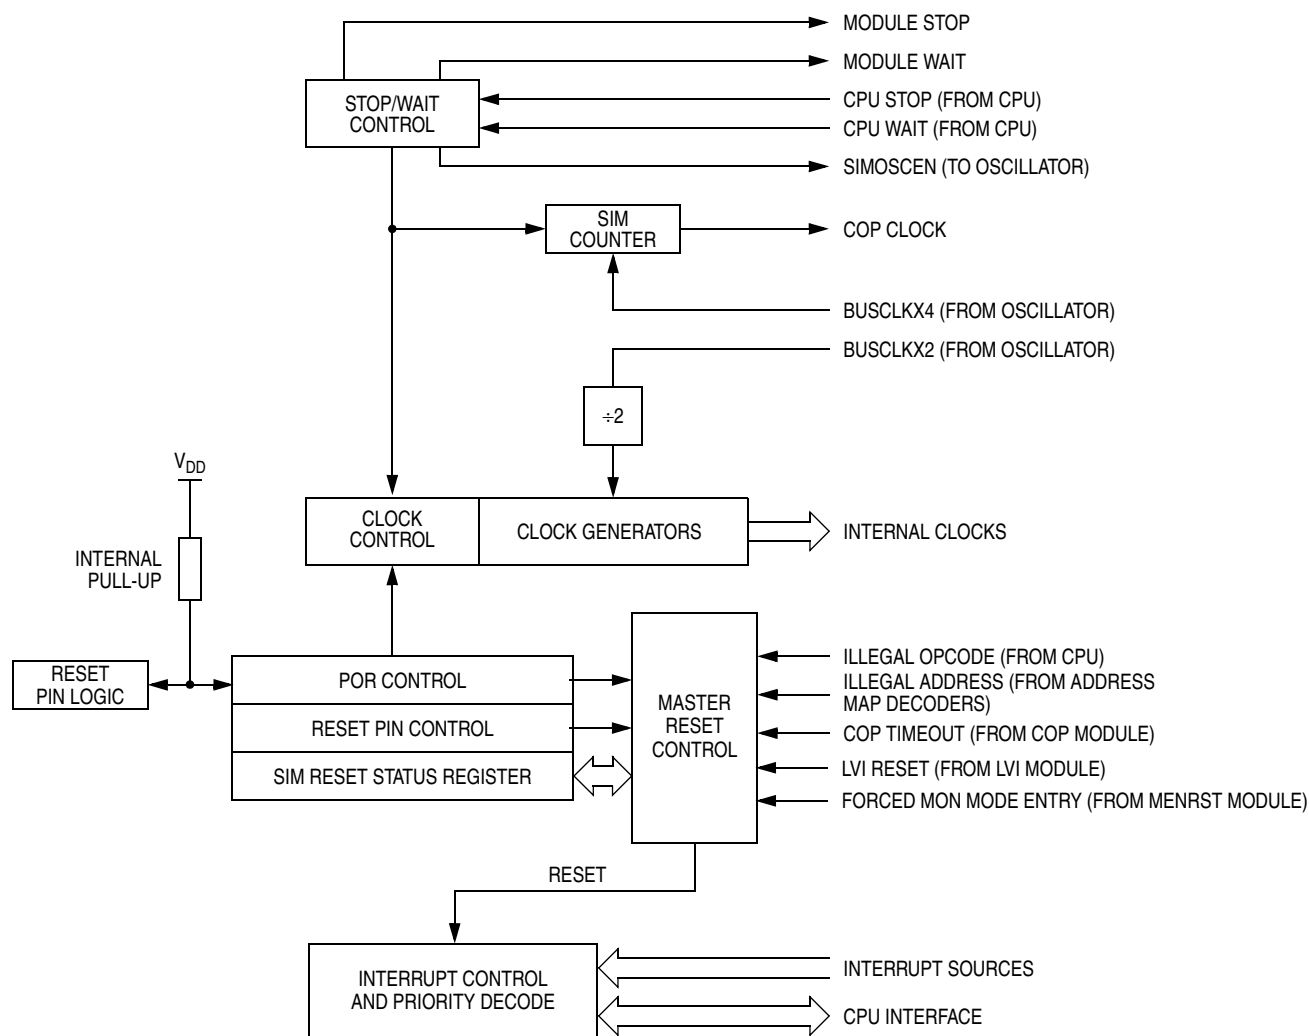 MODULE STOP
MODULE WAIT
STOP/WAIT
CONTROL
CPU STOP (FROM CPU)
CPU WAIT (FROM CPU)
SIMOSCEN (TO OSCILLATOR)
SIM
COUNTER
COP CLOCK
BUSCLKX4 (FROM OSCILLATOR)
BUSCLKX2 (FROM OSCILLATOR)
÷2
VDD
CLOCK
CONTROL
CLOCK GENERATORS
INTERNAL CLOCKS
INTERNAL
PULL-UP
RESET
PIN LOGIC
POR CONTROL
RESET PIN CONTROL
SIM RESET STATUS REGISTER
MASTER
RESET
CONTROL
ILLEGAL OPCODE (FROM CPU)
ILLEGAL ADDRESS (FROM ADDRESS
MAP DECODERS)
COP TIMEOUT (FROM COP MODULE)
LVI RESET (FROM LVI MODULE)
FORCED MON MODE ENTRY (FROM MENRST MODULE)
RESET
INTERRUPT CONTROL
AND PRIORITY DECODE
INTERRUPT SOURCES
CPU INTERFACE